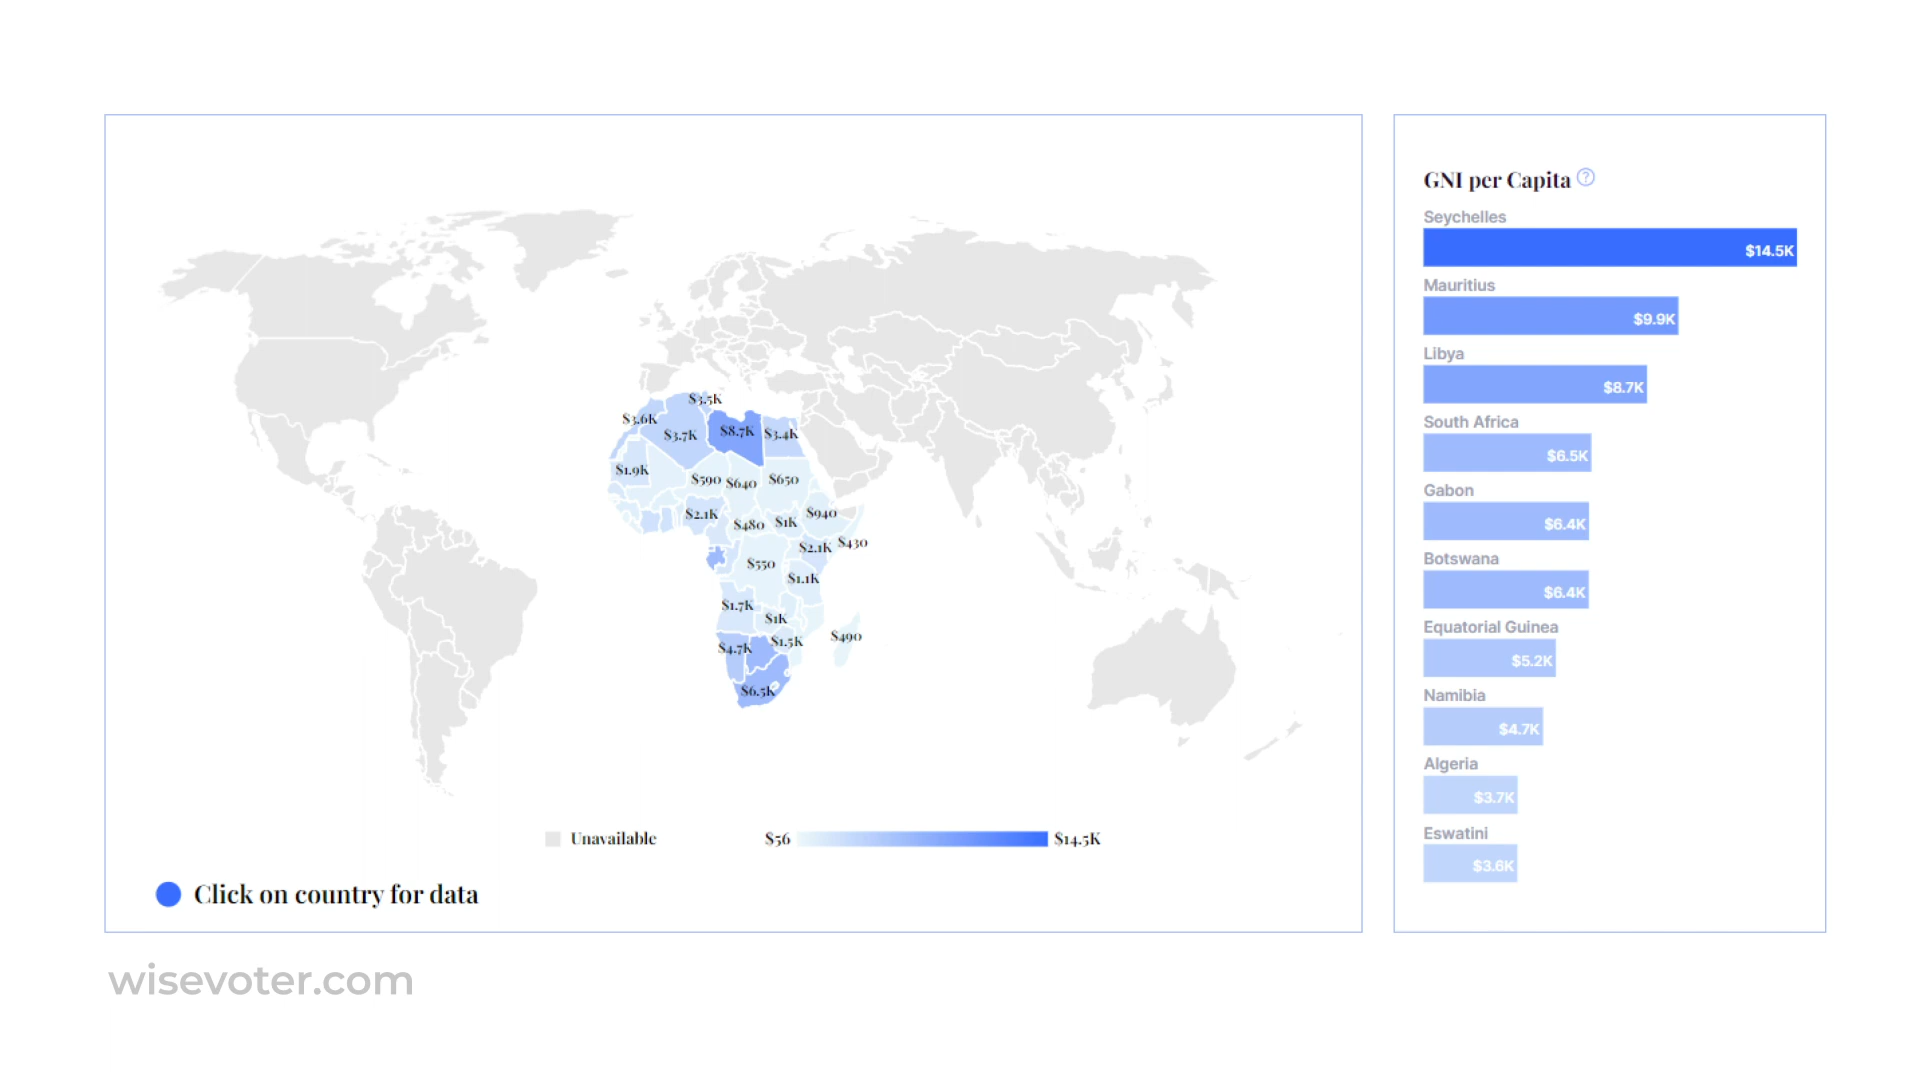 $3.5K
$3.6K
$3.7K
$8.7K
$3.4K
$1.9K
$590
$640
$650
$2.1K
$480
$1K
$940
$2.1K
$430
$550
$1.1K
$1.7K
$1K
$4.7K
$1.5K
$490
$6.5K
Unavailable
$56
$14.5K
Click on country for data
GNI per Capita ?
Seychelles
$14.5K
Mauritius
$9.9K
Libya
$8.7K
South Africa
$6.5K
Gabon
$6.4K
Botswana
$6.4K
Equatorial Guinea
$5.2K
Namibia
$4.7K
Algeria
$3.7K
Eswatini
$3.6K
wisevoter.com